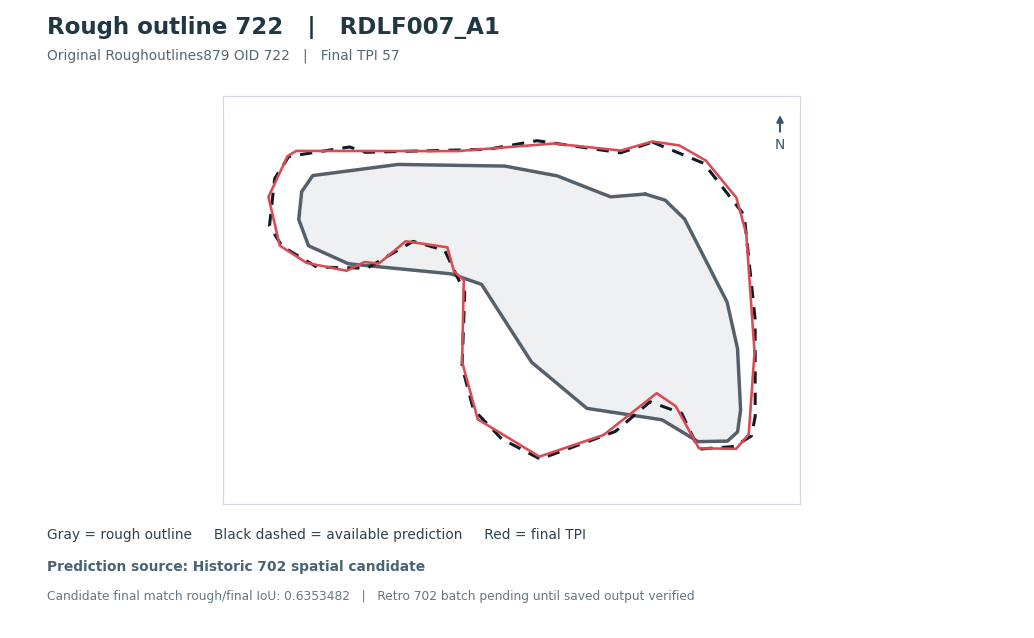 Rough outline 722   |   RDLF007_A1
Original Roughoutlines879 OID 722   |   Final TPI 57
N
Gray = rough outline     Black dashed = available prediction     Red = final TPI
Prediction source: Historic 702 spatial candidate
Candidate final match rough/final IoU: 0.6353482   |   Retro 702 batch pending until saved output verified